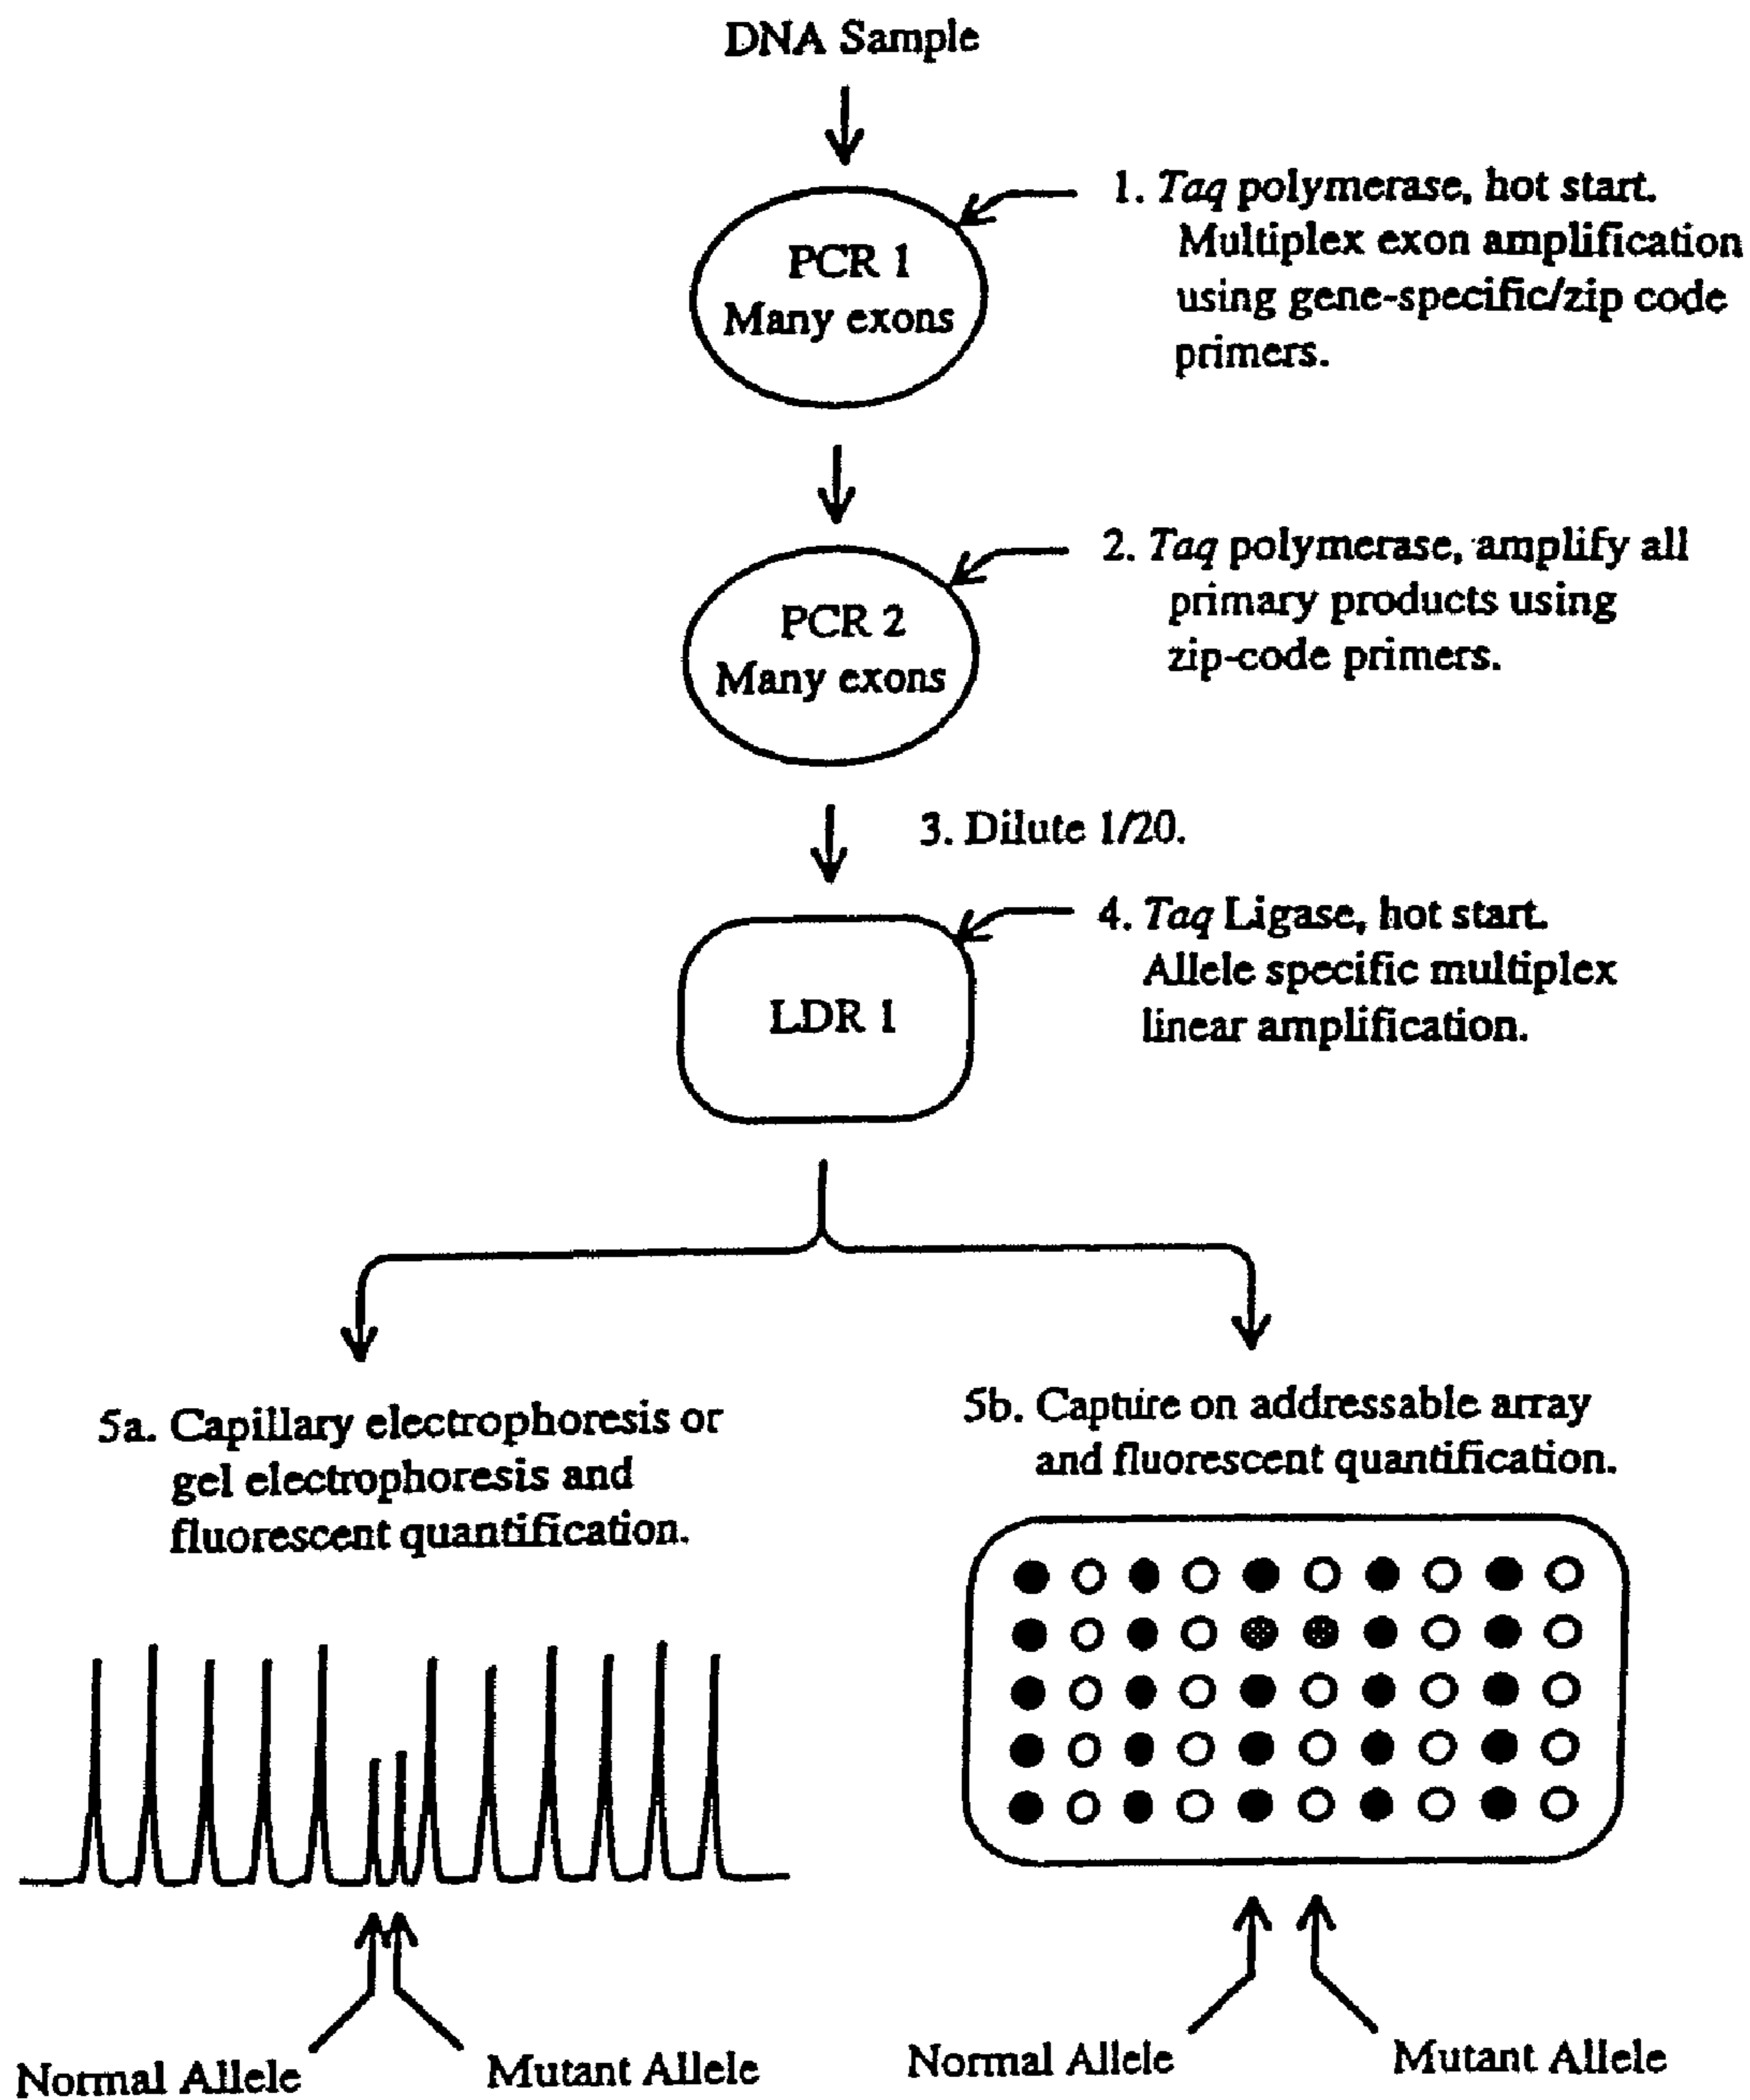 DNA Sample
1. Taq polymerase, hot start.
Multiplex exon amplification
using gene-specific/zip code
primers.
PCR 1
Many exons
2. Taq polymerase, amplify all
primary products using
zip-code primers.
PCR 2
Many exons
3. Dilute 1/20.
4. Taq Ligase, hot start.
Allele specific multiplex
linear amplification.
LDR 1
5a. Capillary electrophoresis or
gel electrophoresis and
fluorescent quantification.
5b. Capture on addressable array
and fluorescent quantification.
Normal Allele
Mutant Allele
Normal Allele
Mutant Allele